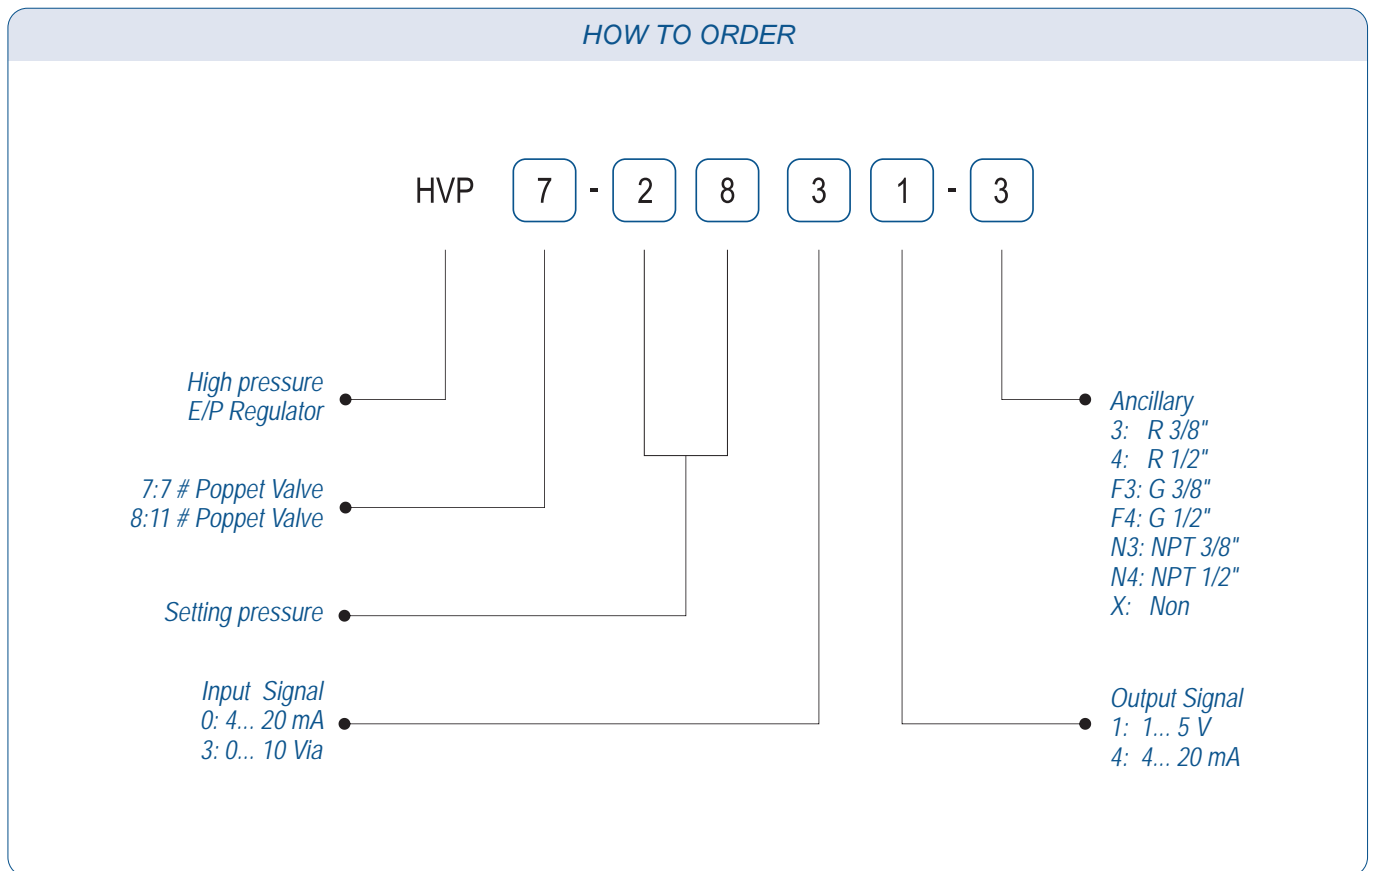 HOW TO ORDER
HVP 7 - 2 8 3 1 - 3
High pressure
E/P Regulator
7:7 # Poppet Valve
8:11 # Poppet Valve
Setting pressure
Input Signal
0: 4... 20 mA
3: 0... 10 Via
Ancillary
3: R 3/8"
4: R 1/2"
F3: G 3/8"
F4: G 1/2"
N3: NPT 3/8"
N4: NPT 1/2"
X: Non
Output Signal
1: 1... 5 V
4: 4... 20 mA